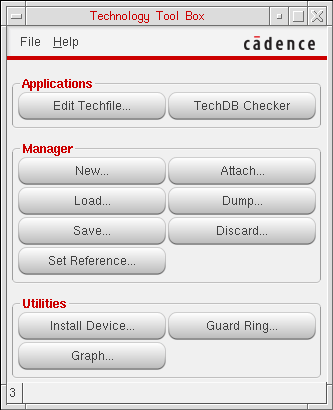 Technology Tool Box
File Help
cādence
Applications
Edit Techfile... TechDB Checker
Manager
New... Attach...
Load... Dump...
Save... Discard...
Set Reference...
Utilities
Install Device... Guard Ring...
Graph...
3